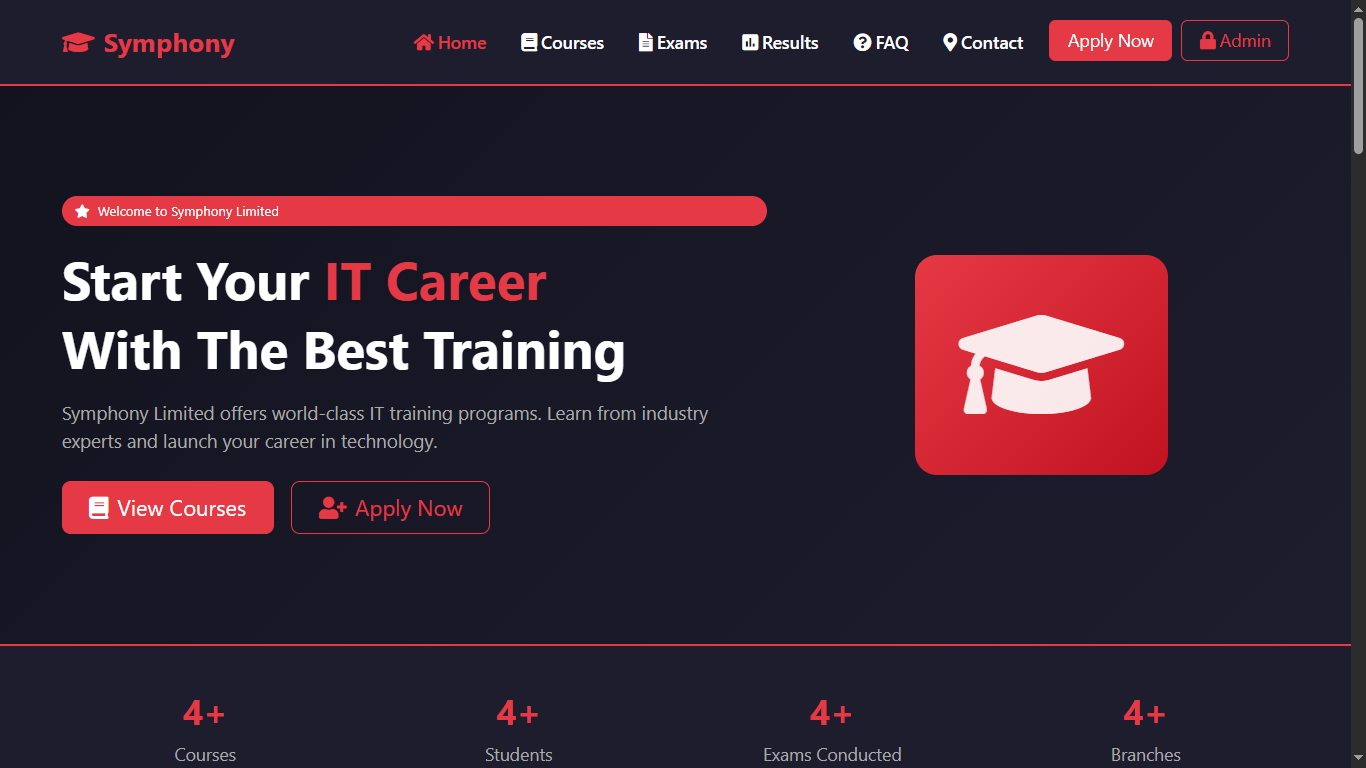 Symphony
Home
Courses
Exams
Results
FAQ
Contact
Apply Now
Admin
Welcome to Symphony Limited
Start Your IT Career
With The Best Training
Symphony Limited offers world-class IT training programs. Learn from industry
experts and launch your career in technology.
View Courses
Apply Now
4+
4+
4+
4+
Courses
Students
Exams Conducted
Branches